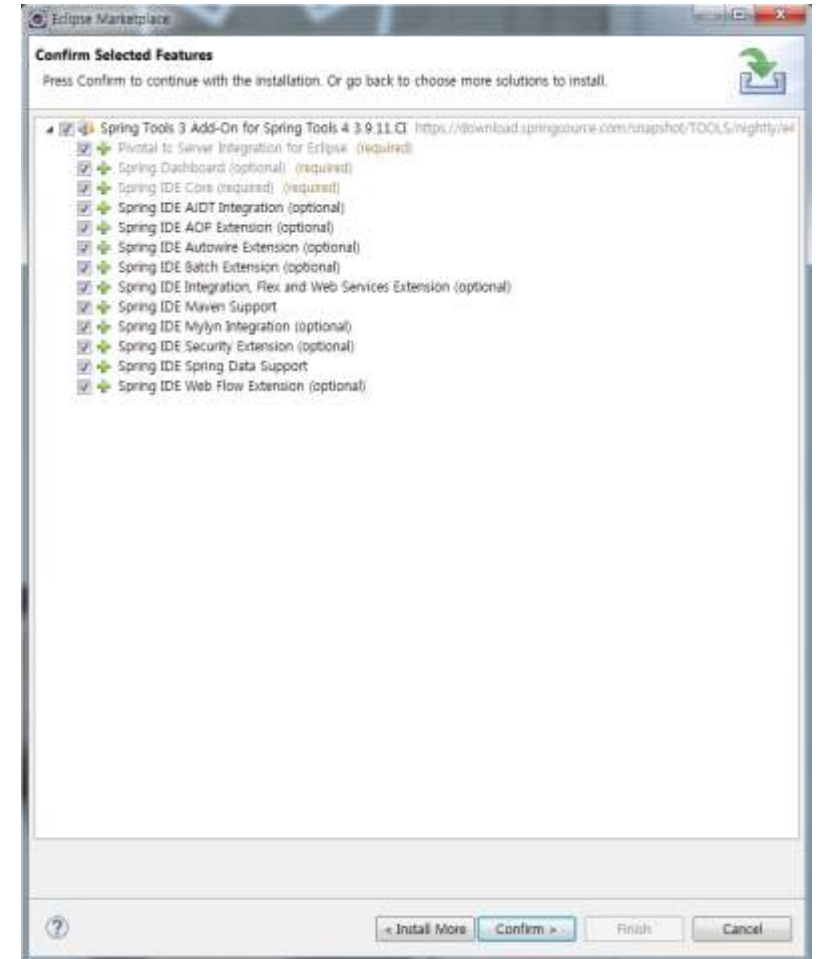 Eclipse Marketplace
Confirm Selected Features
Press Confirm to continue with the installation. Or go back to choose more solutions to install.
Spring Tools 3 Add-On for Spring Tools 4 3.9.11.CI https://download.springsource.com/snapshot/TOOLS/nightly/
Pivotal tc Server Integration for Eclipse (required)
Spring Dashboard (optional) (required)
Spring IDE Core (required) (required)
Spring IDE AJDT Integration (optional)
Spring IDE AOP Extension (optional)
Spring IDE Autowire Extension (optional)
Spring IDE Batch Extension (optional)
Spring IDE Integration, Flex and Web Services Extension (optional)
Spring IDE Maven Support
Spring IDE Mylyn Integration (optional)
Spring IDE Security Extension (optional)
Spring IDE Spring Data Support
Spring IDE Web Flow Extension (optional)
? < Install More Confirm > Finish Cancel